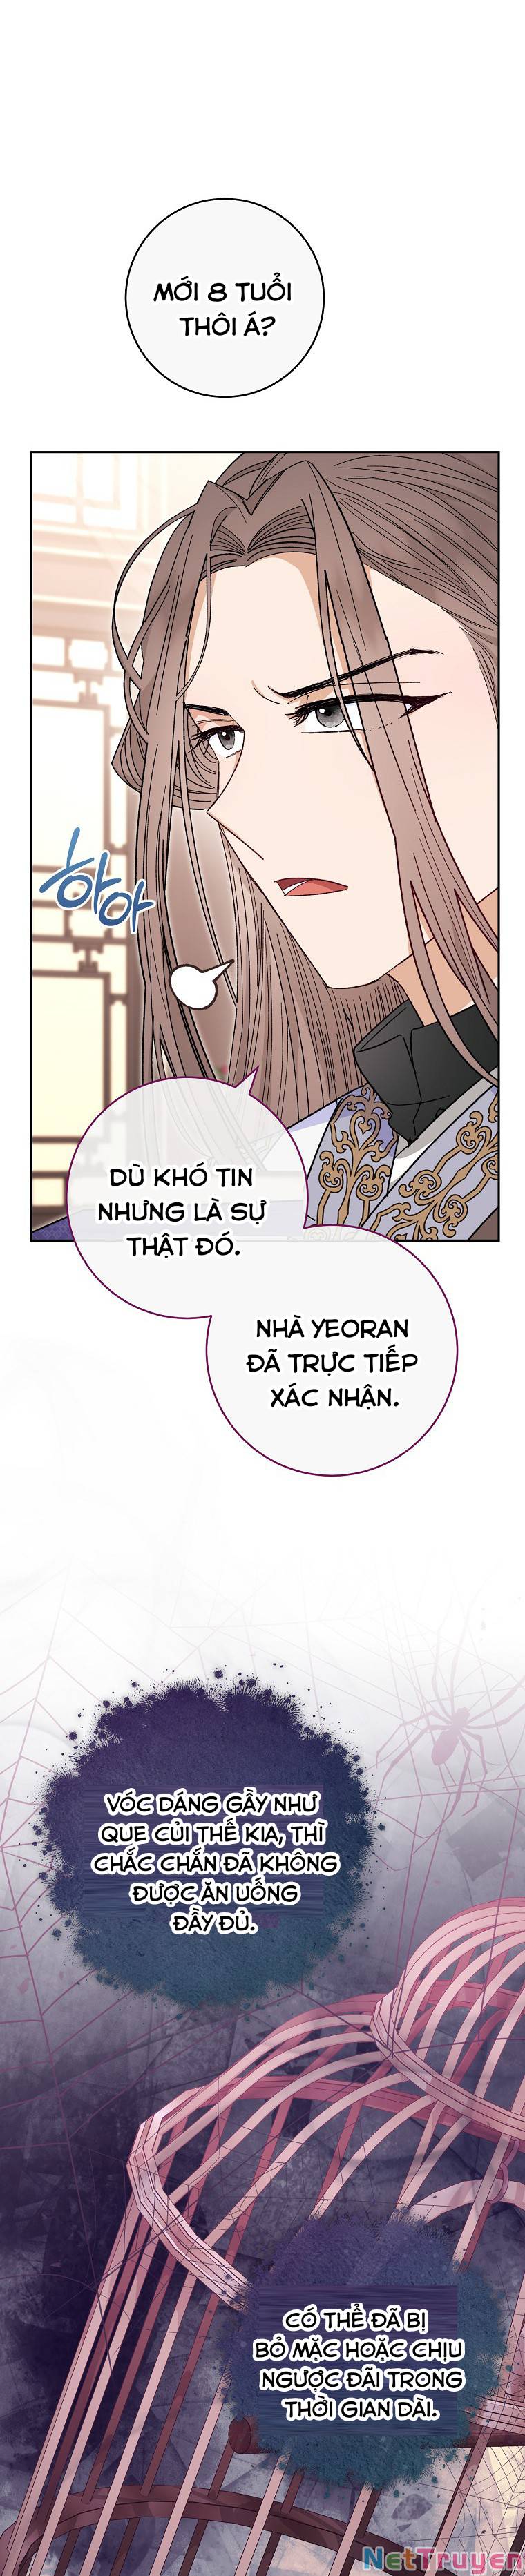 MỚI 8 TUỔI
THÔI Á?
하아
DÙ KHÓ TIN
NHƯNG LÀ SỰ
THẬT ĐÓ.
NHÀ YEORAN
ĐÃ TRỰC TIẾP
XÁC NHẬN.
VÓC DÁNG GẦY NHƯ
QUE CỦI THẾ KIA, THÌ
CHẮC CHẮN ĐÃ KHÔNG
ĐƯỢC ĂN UỐNG
ĐẦY ĐỦ.
CÓ THỂ ĐÃ BỊ
BỎ MẶC HOẶC CHỊU
NGƯỢC ĐÃI TRONG
THỜI GIAN DÀI.
NetTruyen